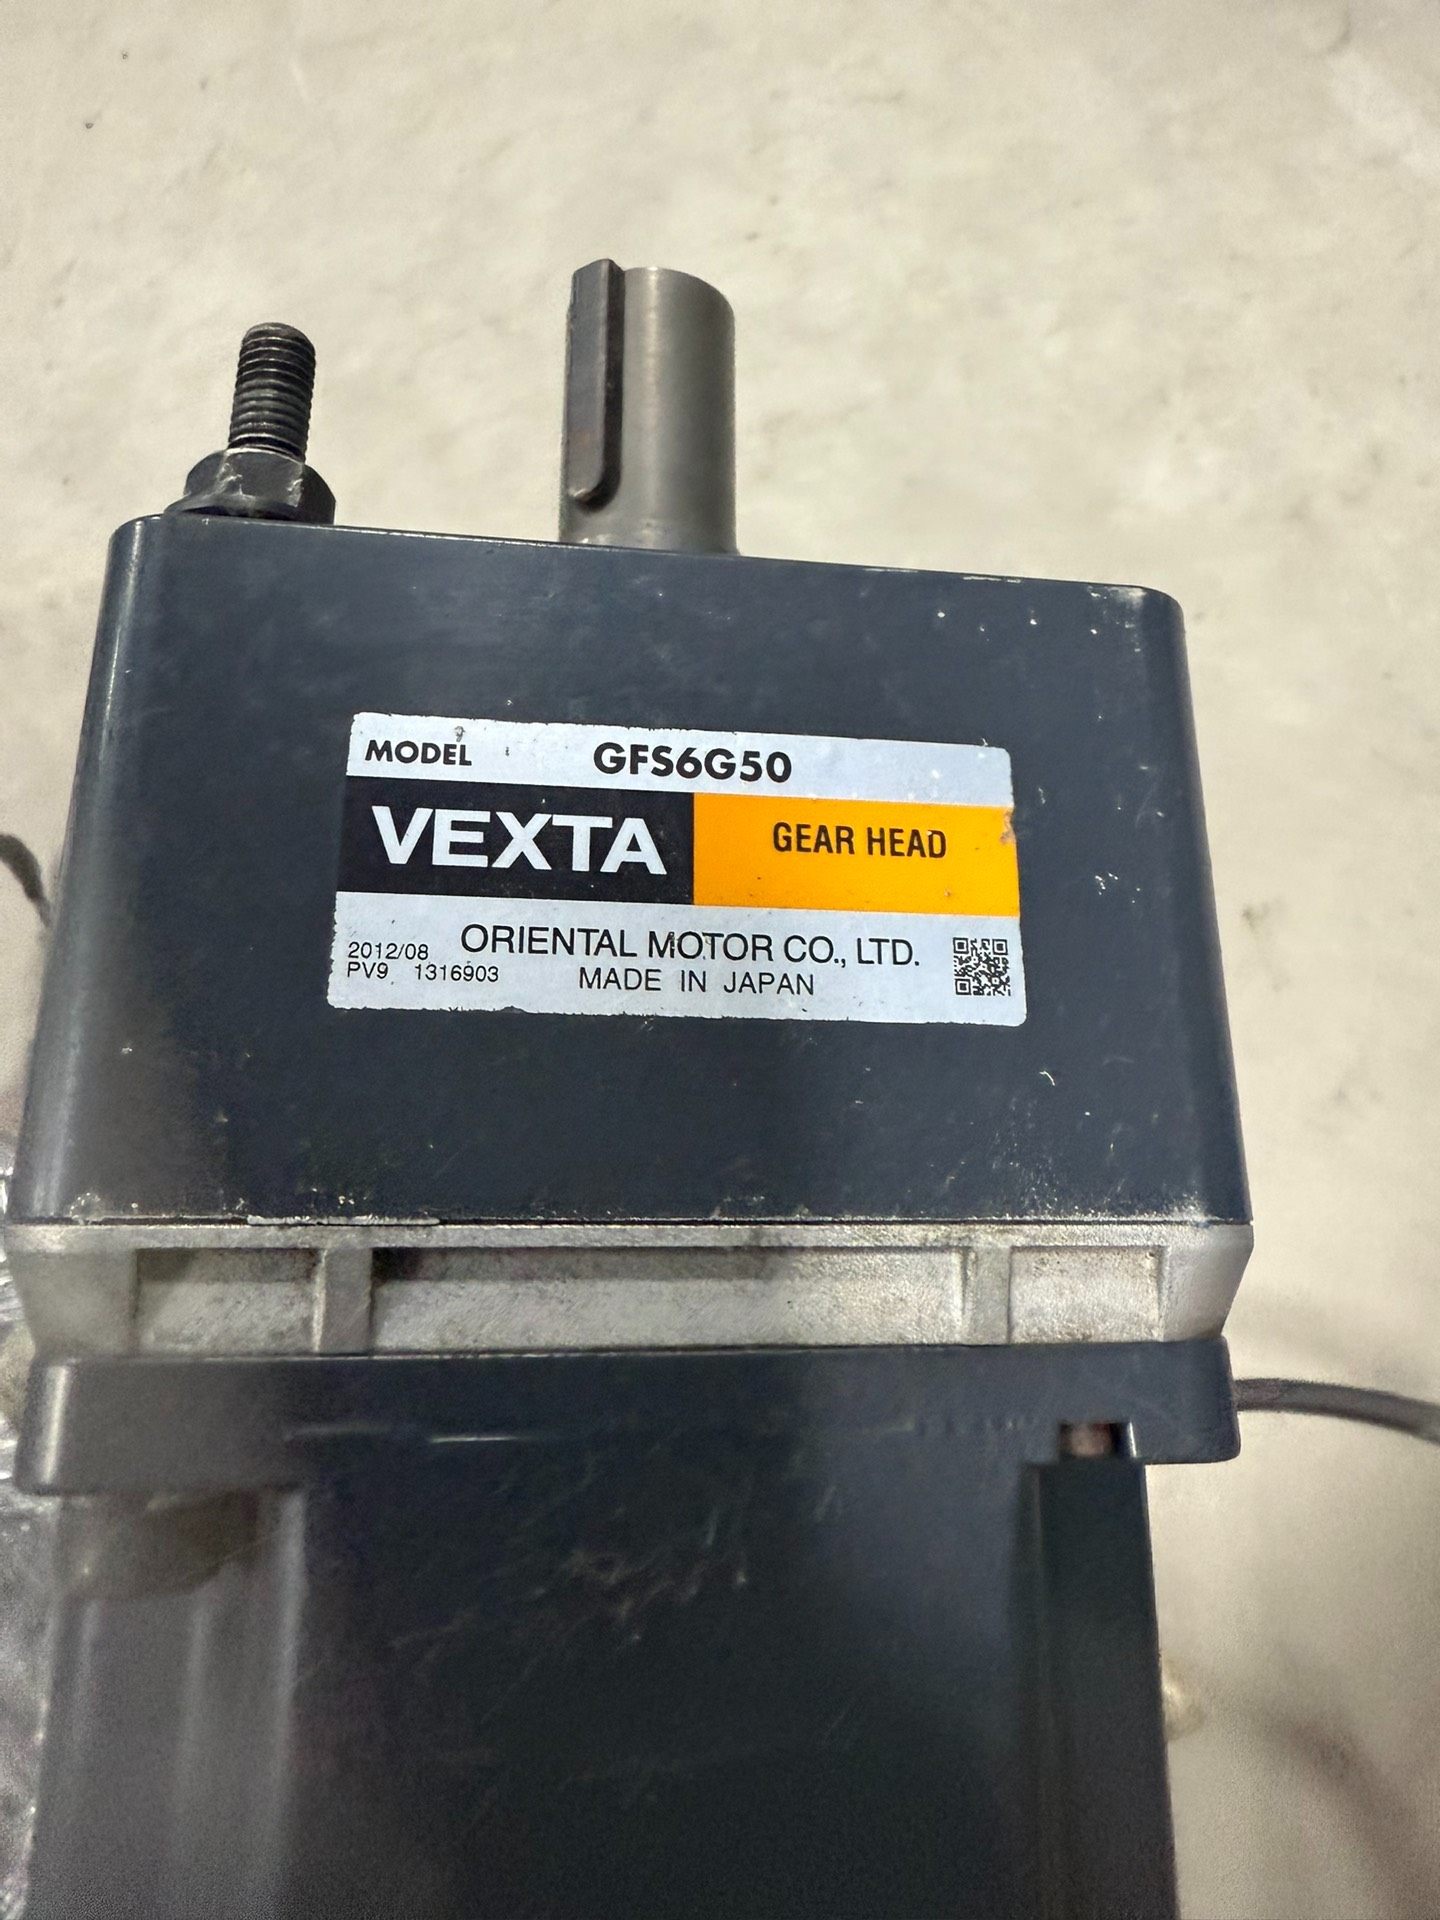 MODEL GFS6G50
VEXTA GEAR HEAD
2012/08 ORIENTAL MOTOR CO., LTD.
PV9 1316903 MADE IN JAPAN